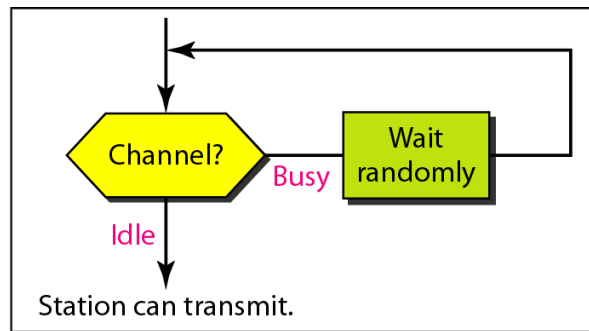 Channel?
Wait
randomly
Busy
Idle
Station can transmit.